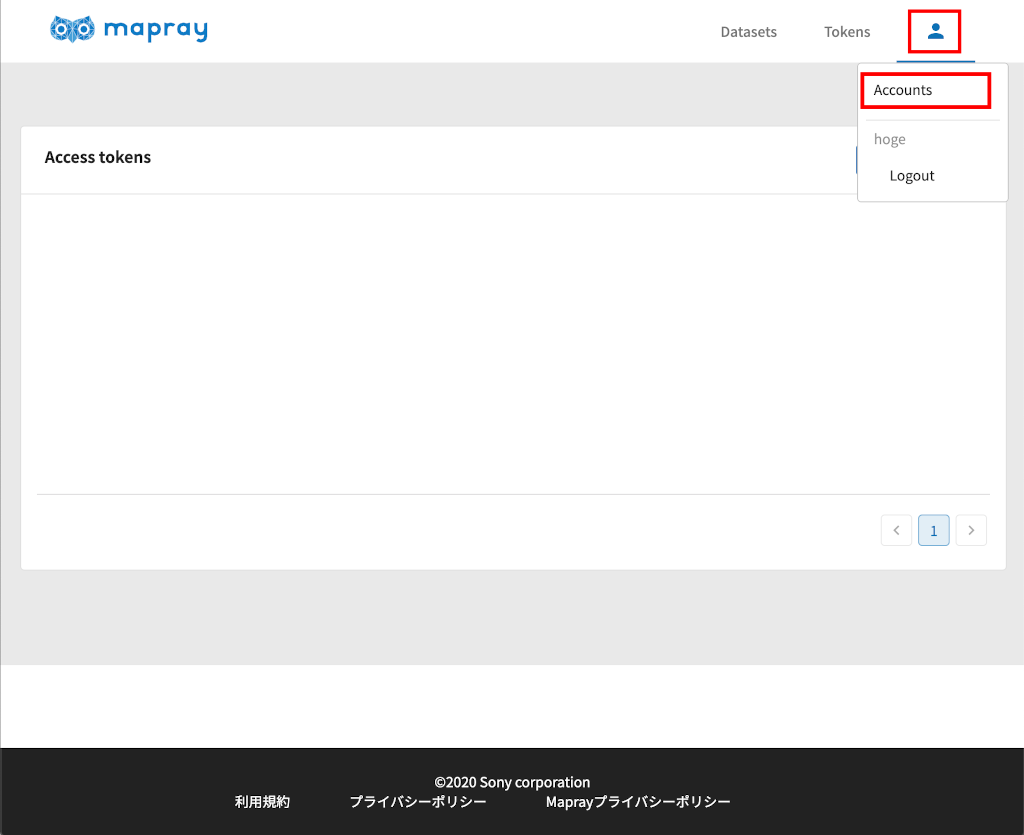 mapray
Datasets
Tokens
Accounts
hoge
Logout
Access tokens
1
©2020 Sony corporation
利用規約
プライバシーポリシー
Maprayプライバシーポリシー